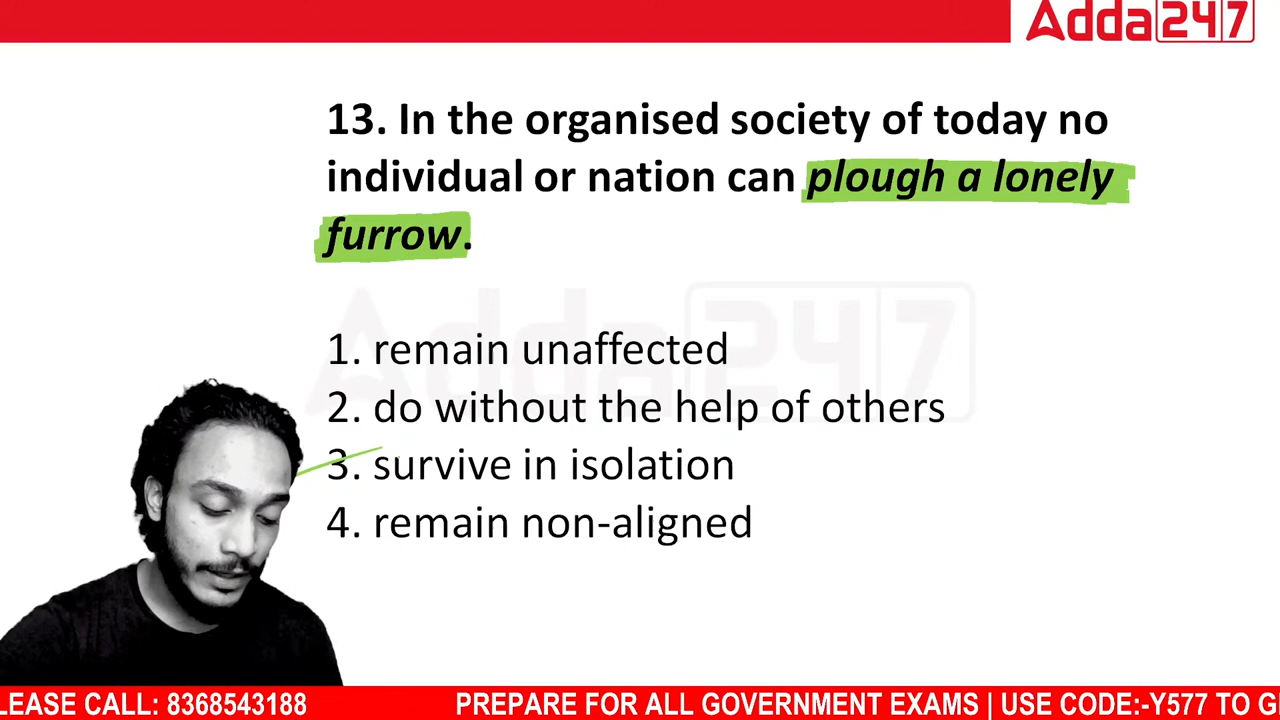 Adda247
13. In the organised society of today no
individual or nation can plough a lonely
furrow.
Adda247
1. remain unaffected
2. do without the help of others
3. survive in isolation
4. remain non-aligned
LEASE CALL: 8368543188 PREPARE FOR ALL GOVERNMENT EXAMS | USE CODE:-Y577 TO G